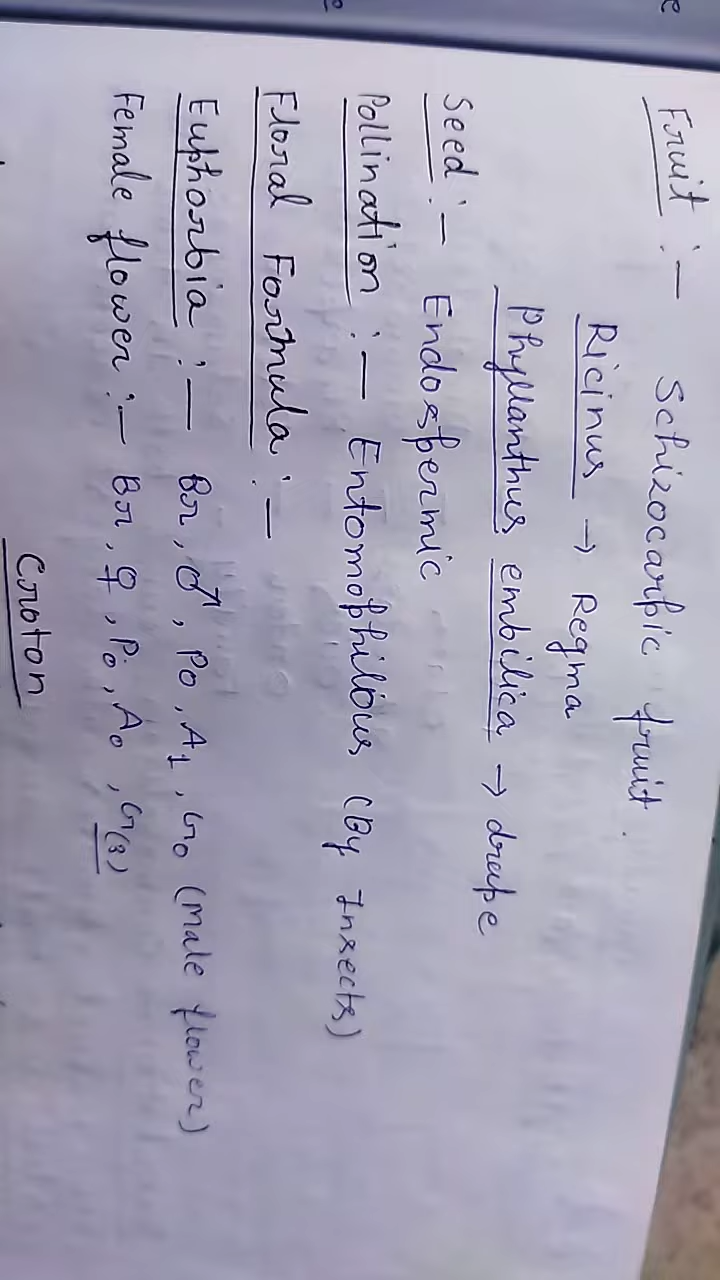 Fruit :- Schizocarpic fruit.
Ricinus → Regma
Phyllanthus embilica → drupe
Seed :- Endospermic
Pollination :- Entomophilous (By Insects)
Floral Formula :-
Euphorbia :- Br, ♂, P0, A1, G0 (Male flower)
Female flower :- Br, ♀, P0, A0, G(3)
Croton